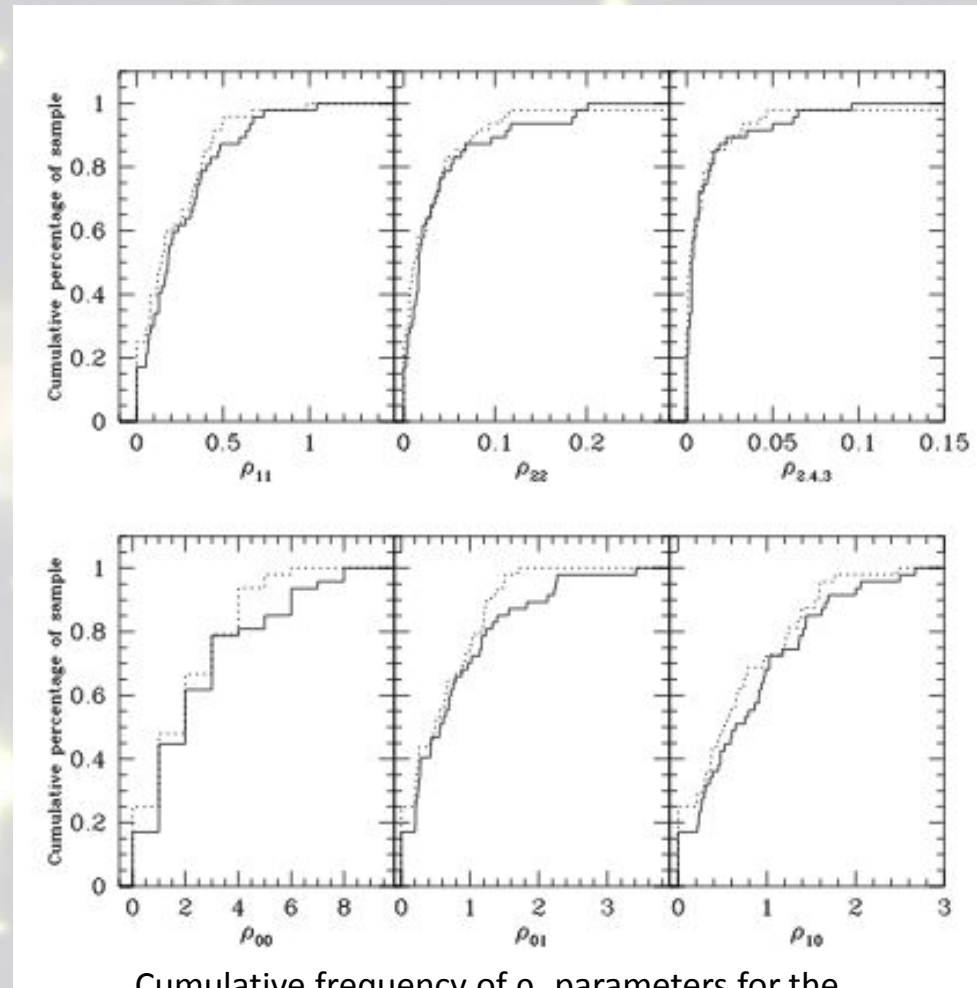 Cumulative percentage of sample
1
0.8
0.6
0.4
0.2
0
0 0.5 1 0 0.1 0.2 0 0.05 0.1 0.15
ρ11 ρ22 ρ2.4.3
Cumulative percentage of sample
1
0.8
0.6
0.4
0.2
0
0 2 4 6 8 0 1 2 3 0 1 2 3
ρ00 ρ01 ρ10
Cumulative frequency of ρ parameters for the